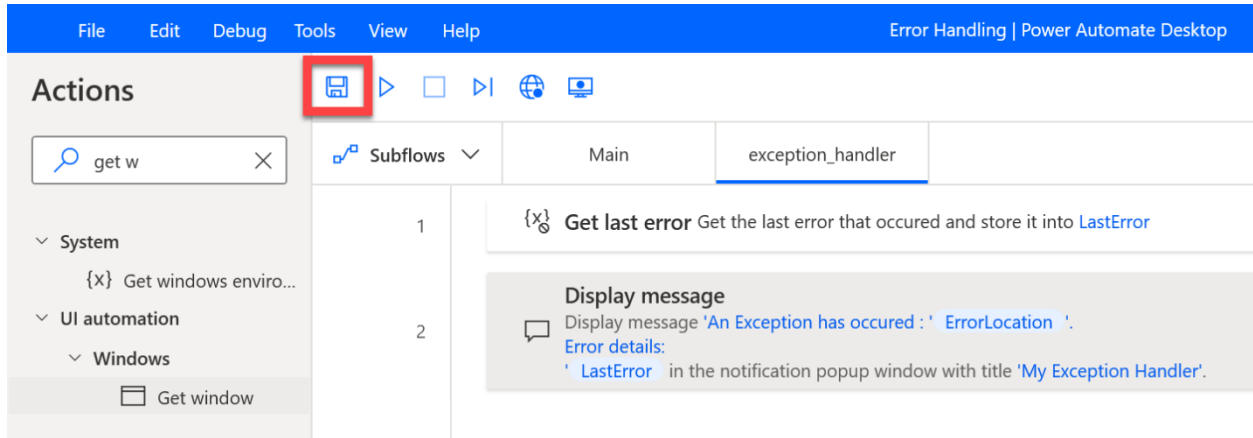 File Edit Debug Tools View Help Error Handling | Power Automate Desktop
Actions
get w
Subflows Main exception_handler
System
{x} Get windows enviro...
UI automation
Windows
Get window
1 {x} Get last error Get the last error that occured and store it into LastError
2 Display message
Display message 'An Exception has occured : ' ErrorLocation '.
Error details:
' LastError in the notification popup window with title 'My Exception Handler'.